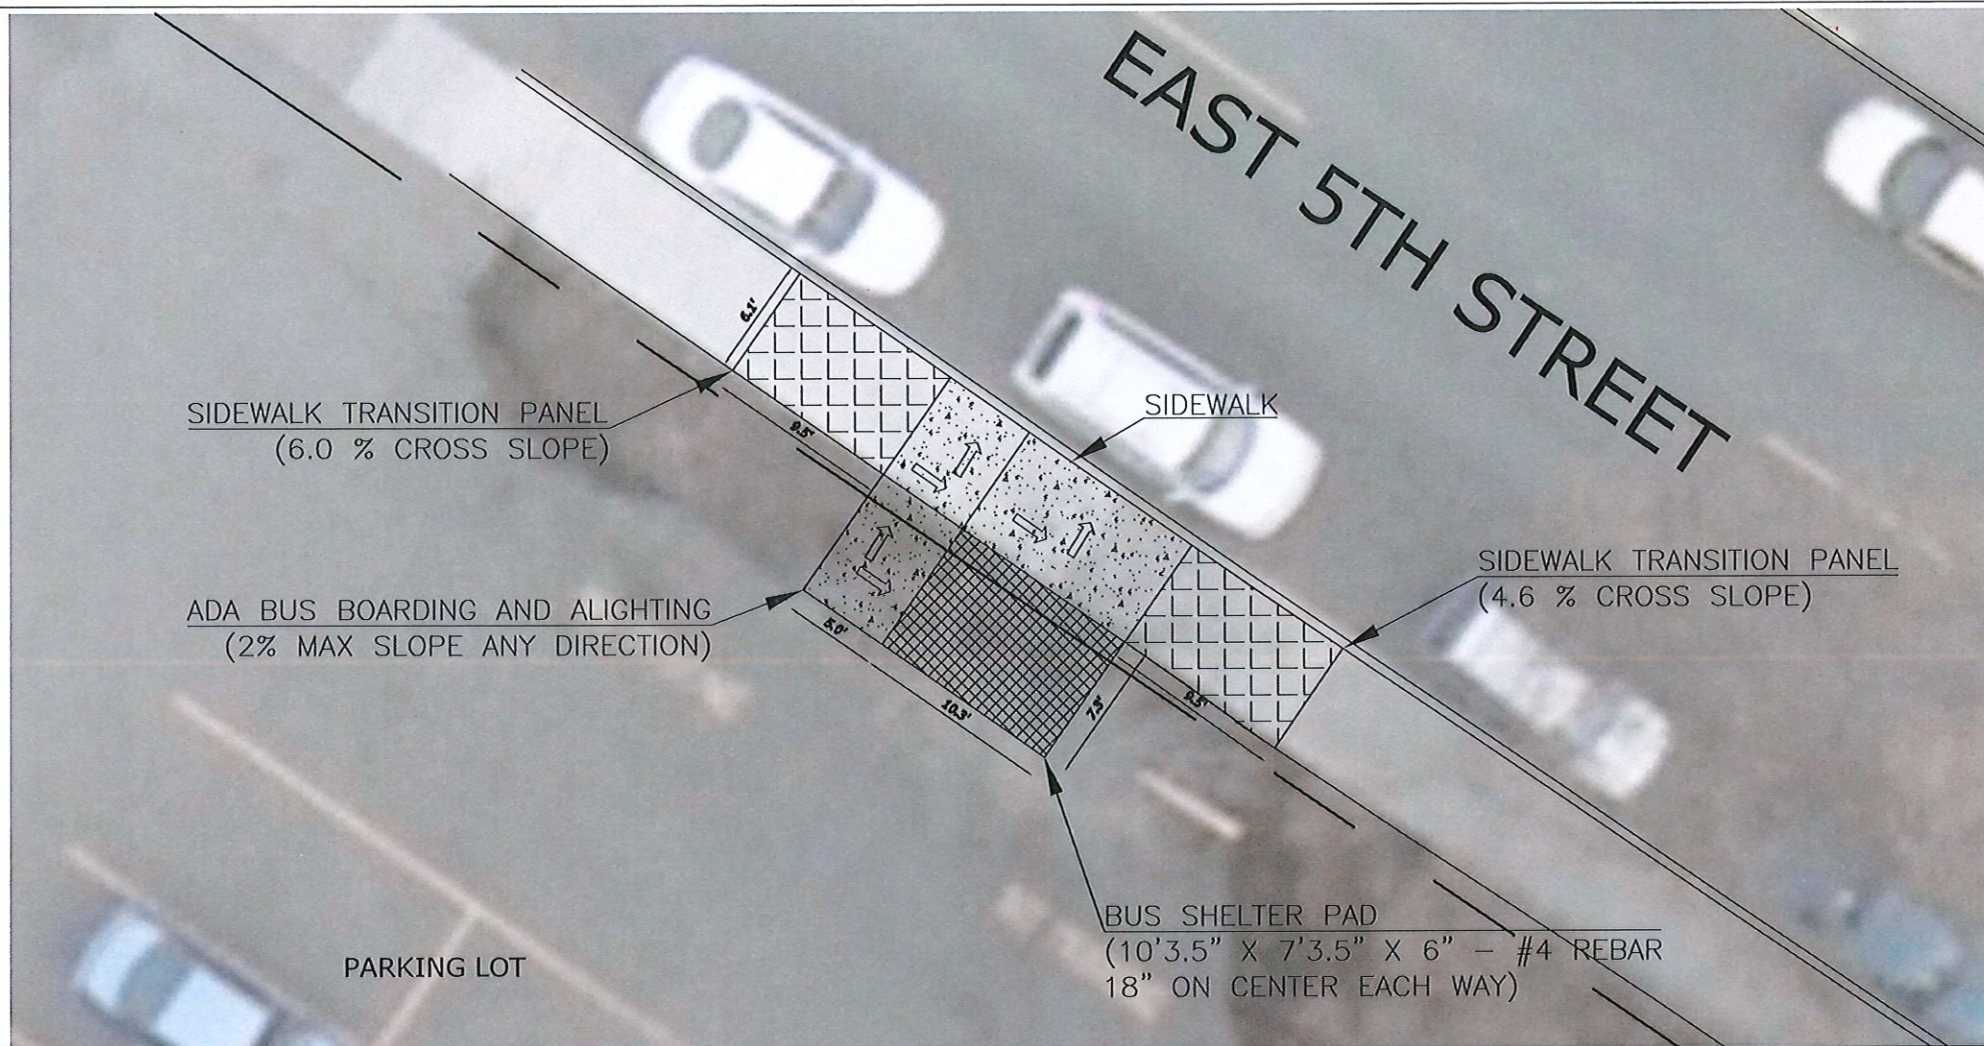 EAST 5TH STREET
6.1'
SIDEWALK TRANSITION PANEL
(6.0 % CROSS SLOPE)
9.5'
SIDEWALK
SIDEWALK TRANSITION PANEL
(4.6 % CROSS SLOPE)
ADA BUS BOARDING AND ALIGHTING
(2% MAX SLOPE ANY DIRECTION)
5.0'
10.3'
7.3'
9.5'
BUS SHELTER PAD
(10'3.5" X 7'3.5" X 6" – #4 REBAR
18" ON CENTER EACH WAY)
PARKING LOT